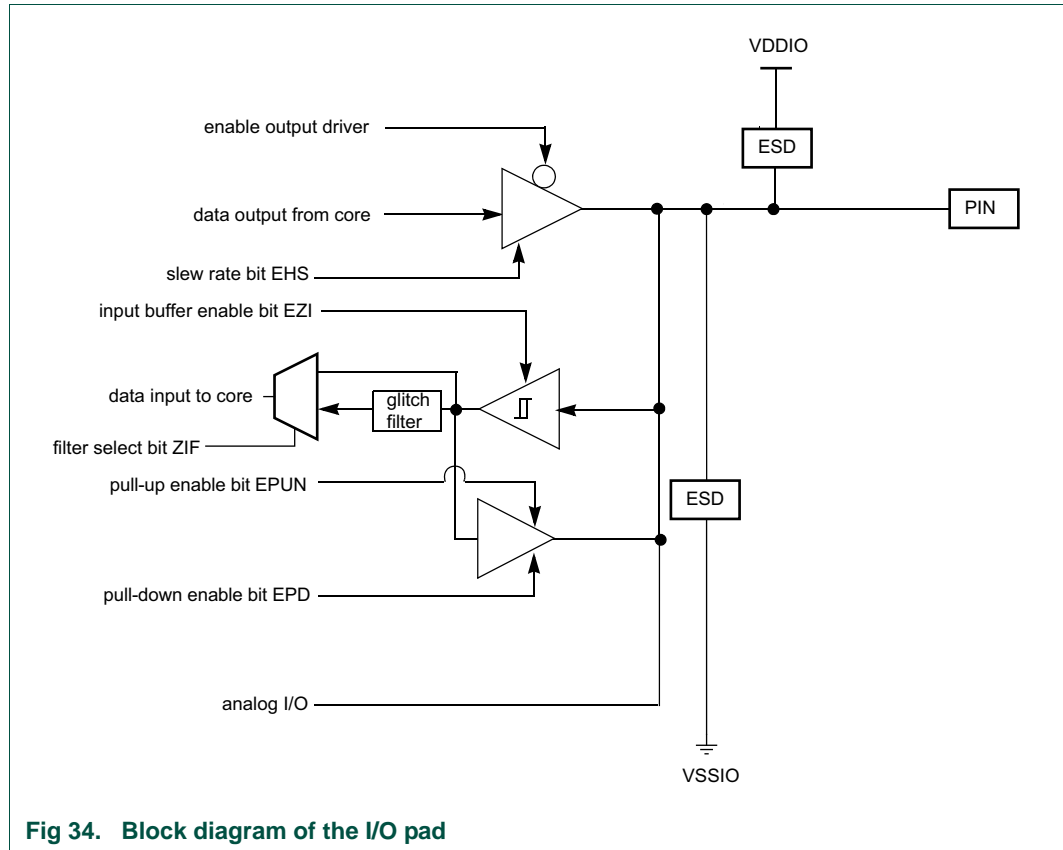 VDDIO
enable output driver
ESD
data output from core
PIN
slew rate bit EHS
input buffer enable bit EZI
data input to core
glitch
filter
filter select bit ZIF
pull-up enable bit EPUN
ESD
pull-down enable bit EPD
analog I/O
VSSIO
Fig 34. Block diagram of the I/O pad